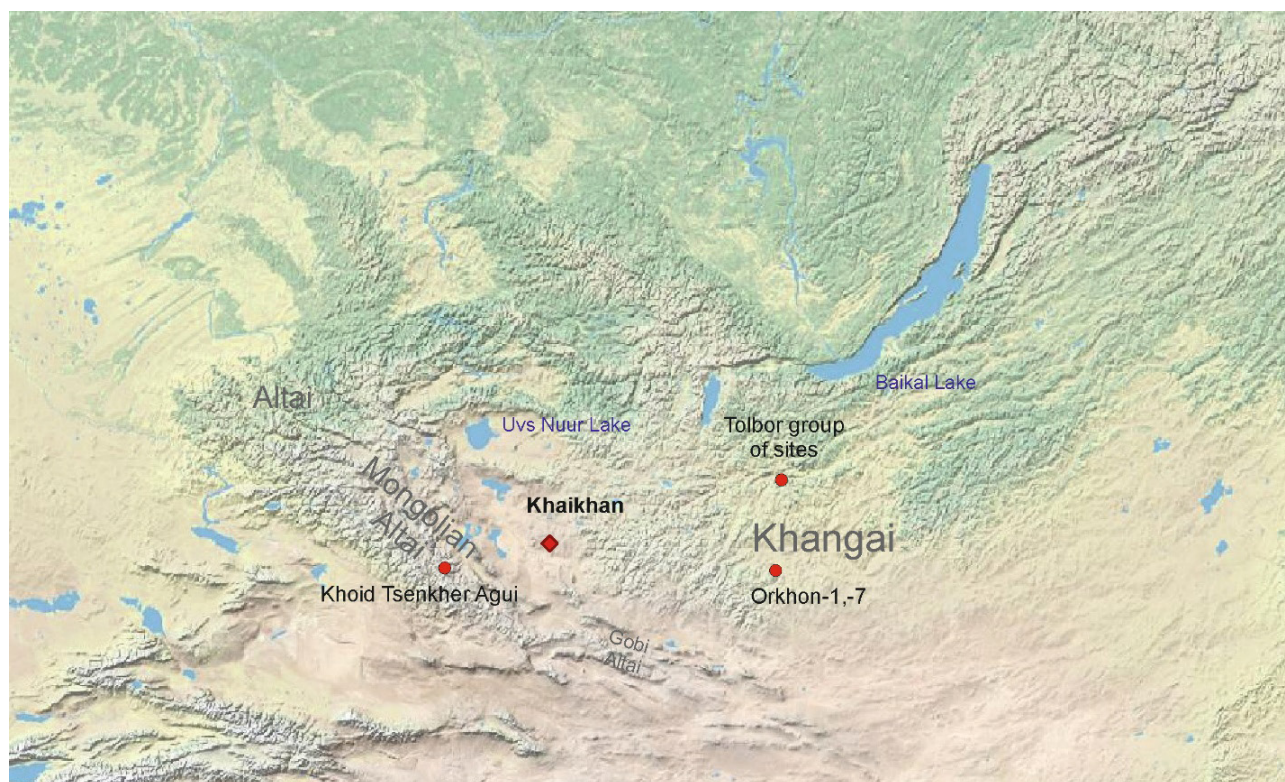 Baikal Lake
Altai
Uvs Nuur Lake
Tolbor group
of sites
Mongolian
Altai
Khaikhan
Khangai
Khoid Tsenkher Agui
Orkhon-1,-7
Gobi
Altai